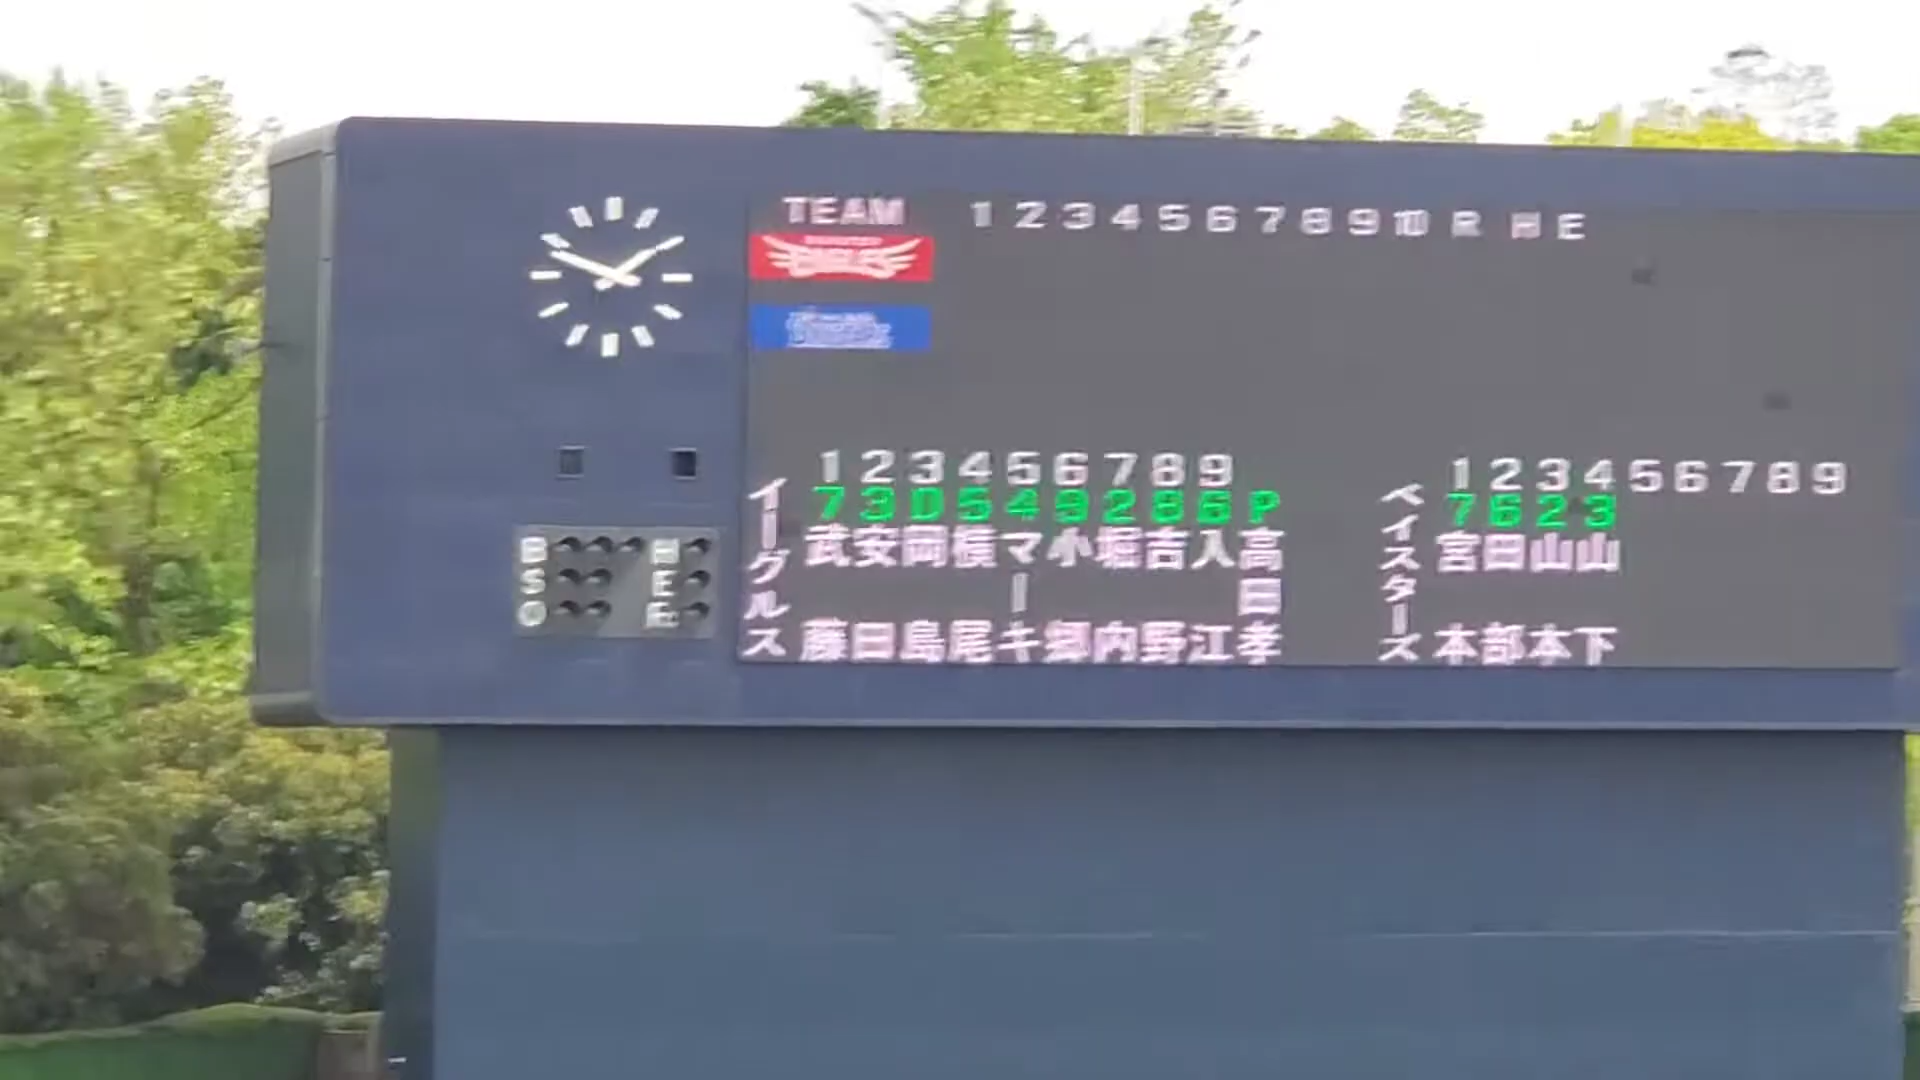 TEAM 1 2 3 4 5 6 7 8 9 10 R H E
EAGLES
イーグルス
1 2 3 4 5 6 7 8 9
7 3 D 5 4 9 2 8 6 P
武藤
安田
岡島
横尾
マーキ
小郷
堀内
吉野
入江
高田孝
ベイスターズ
1 2 3 4 5 6 7 8 9
7 6 2 3
宮本
田部
山本
山下
B H
S E
O Fc